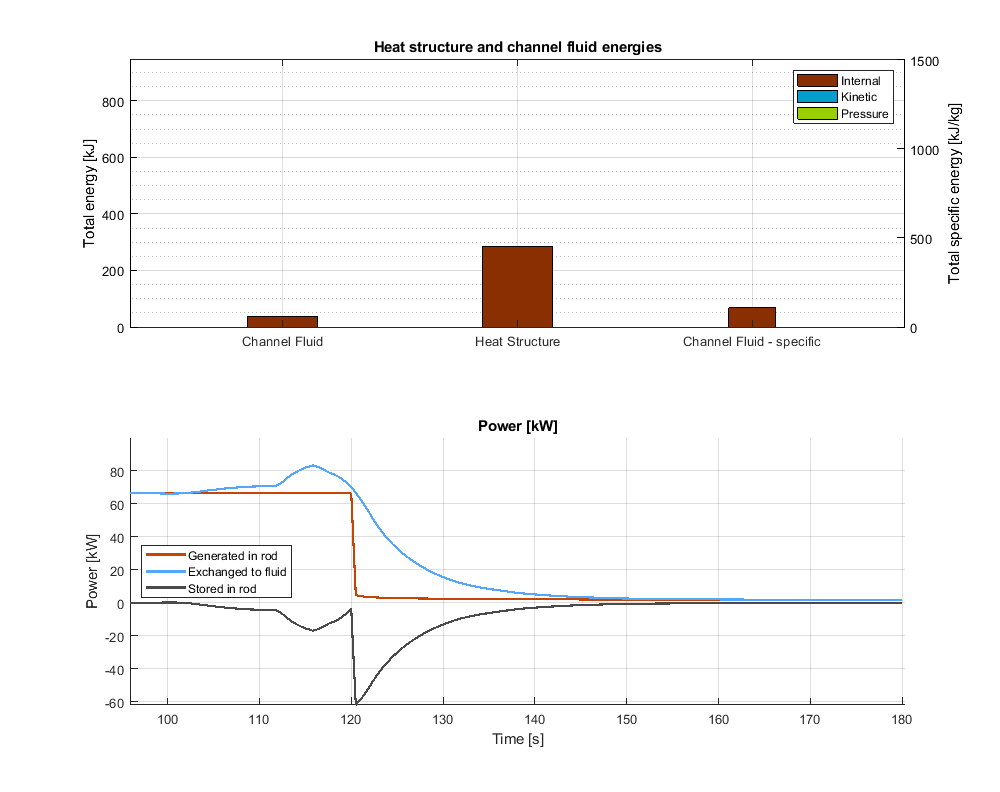 Heat structure and channel fluid energies
Total energy [kJ]
800
600
400
200
0
Channel Fluid
Heat Structure
Channel Fluid - specific
1500
1000
500
0
Total specific energy [kJ/kg]
Internal
Kinetic
Pressure
Power [kW]
Power [kW]
80
60
40
20
0
-20
-40
-60
Generated in rod
Exchanged to fluid
Stored in rod
100
110
120
130
140
150
160
170
180
Time [s]